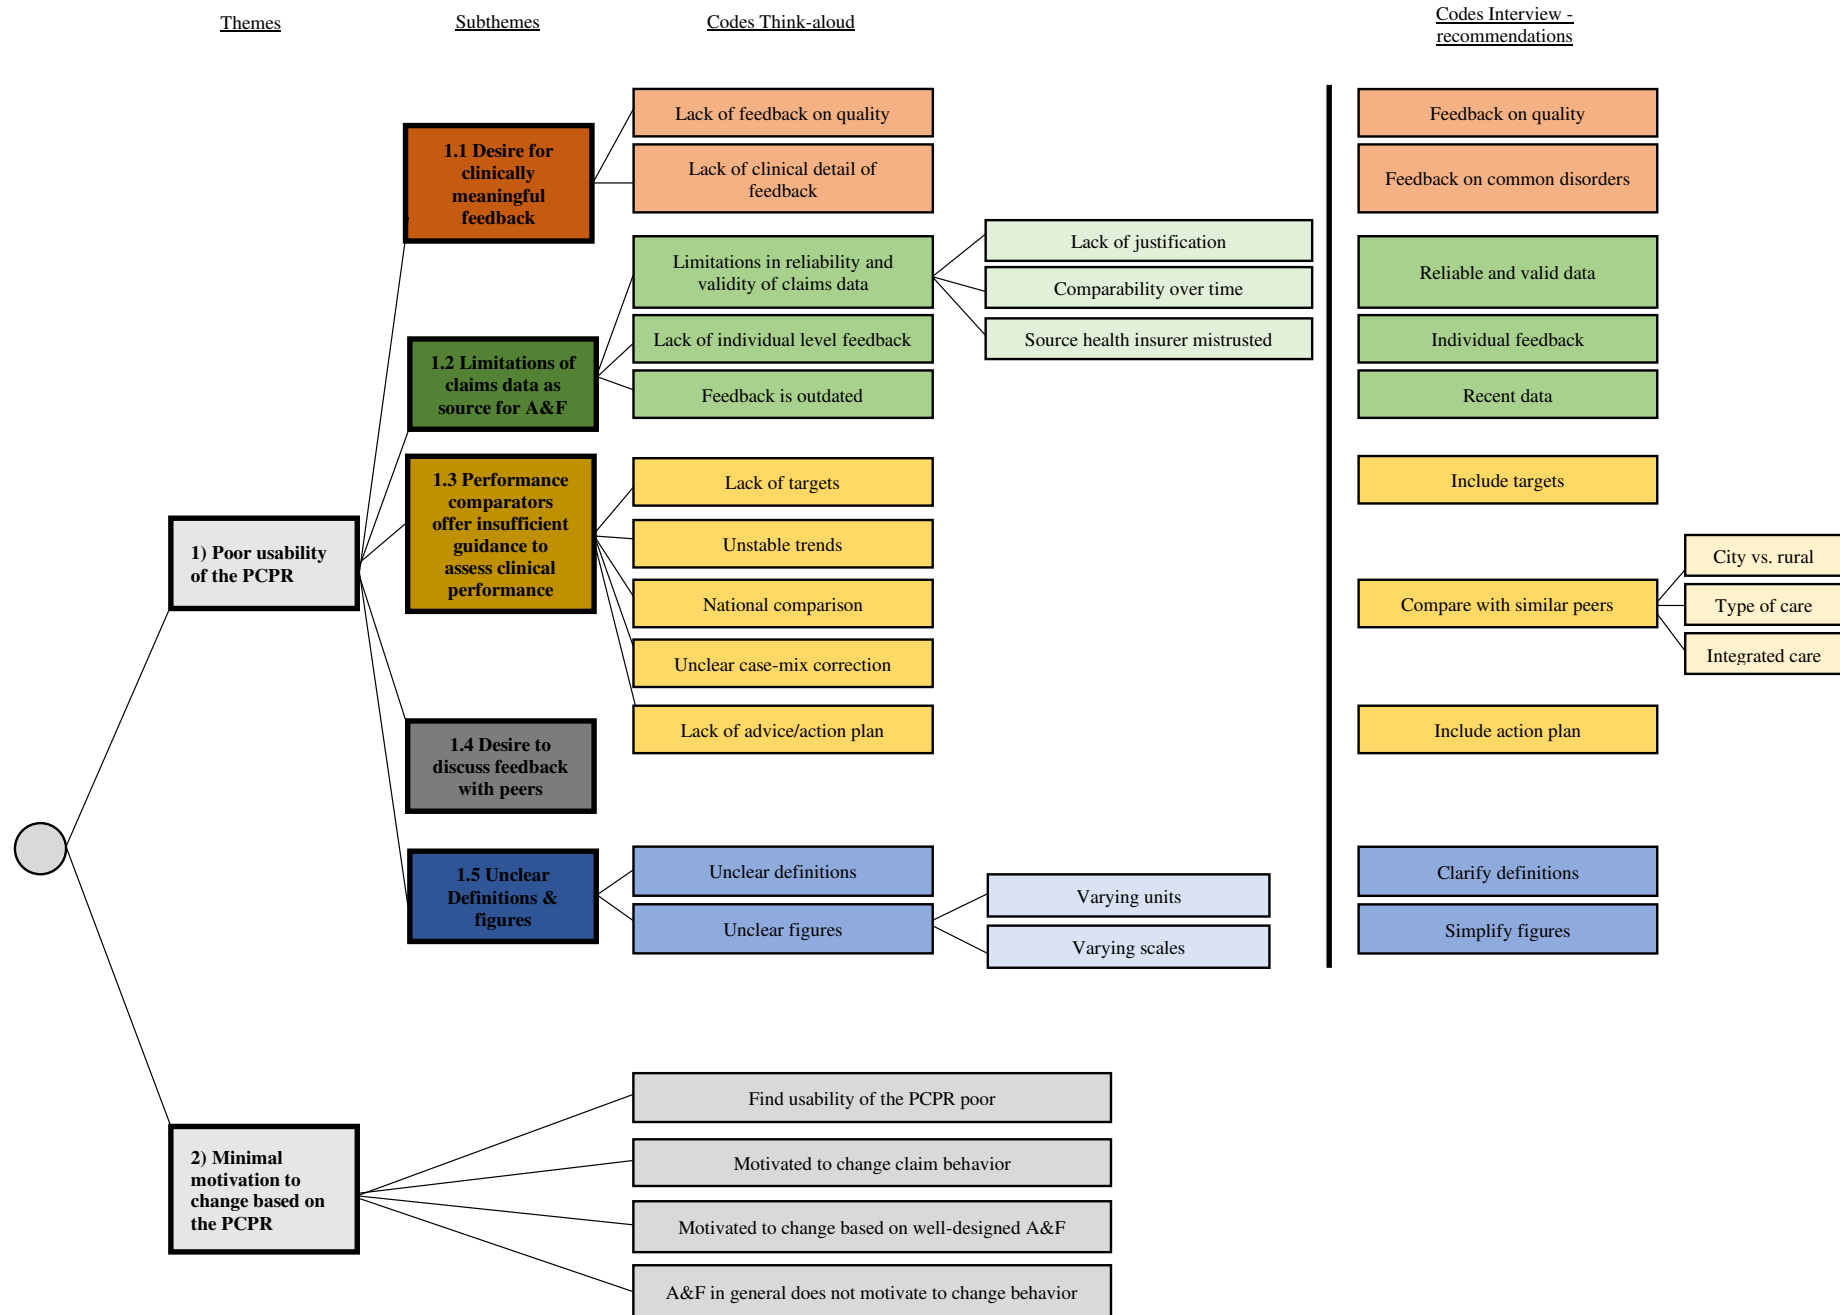 Themes
Subthemes
Codes Think-aloud
Codes Interview -
recommendations
1) Poor usability
of the PCPR
1.1 Desire for
clinically
meaningful
feedback
Lack of feedback on quality
Lack of clinical detail of
feedback
Feedback on quality
Feedback on common disorders
1.2 Limitations of
claims data as
source for A&F
Limitations in reliability and
validity of claims data
Lack of justification
Comparability over time
Source health insurer mistrusted
Lack of individual level feedback
Feedback is outdated
Reliable and valid data
Individual feedback
Recent data
1.3 Performance
comparators
offer insufficient
guidance to
assess clinical
performance
Lack of targets
Unstable trends
National comparison
Unclear case-mix correction
Lack of advice/action plan
Include targets
Compare with similar peers
City vs. rural
Type of care
Integrated care
Include action plan
1.4 Desire to
discuss feedback
with peers
1.5 Unclear
Definitions &
figures
Unclear definitions
Unclear figures
Varying units
Varying scales
Clarify definitions
Simplify figures
2) Minimal
motivation to
change based on
the PCPR
Find usability of the PCPR poor
Motivated to change claim behavior
Motivated to change based on well-designed A&F
A&F in general does not motivate to change behavior